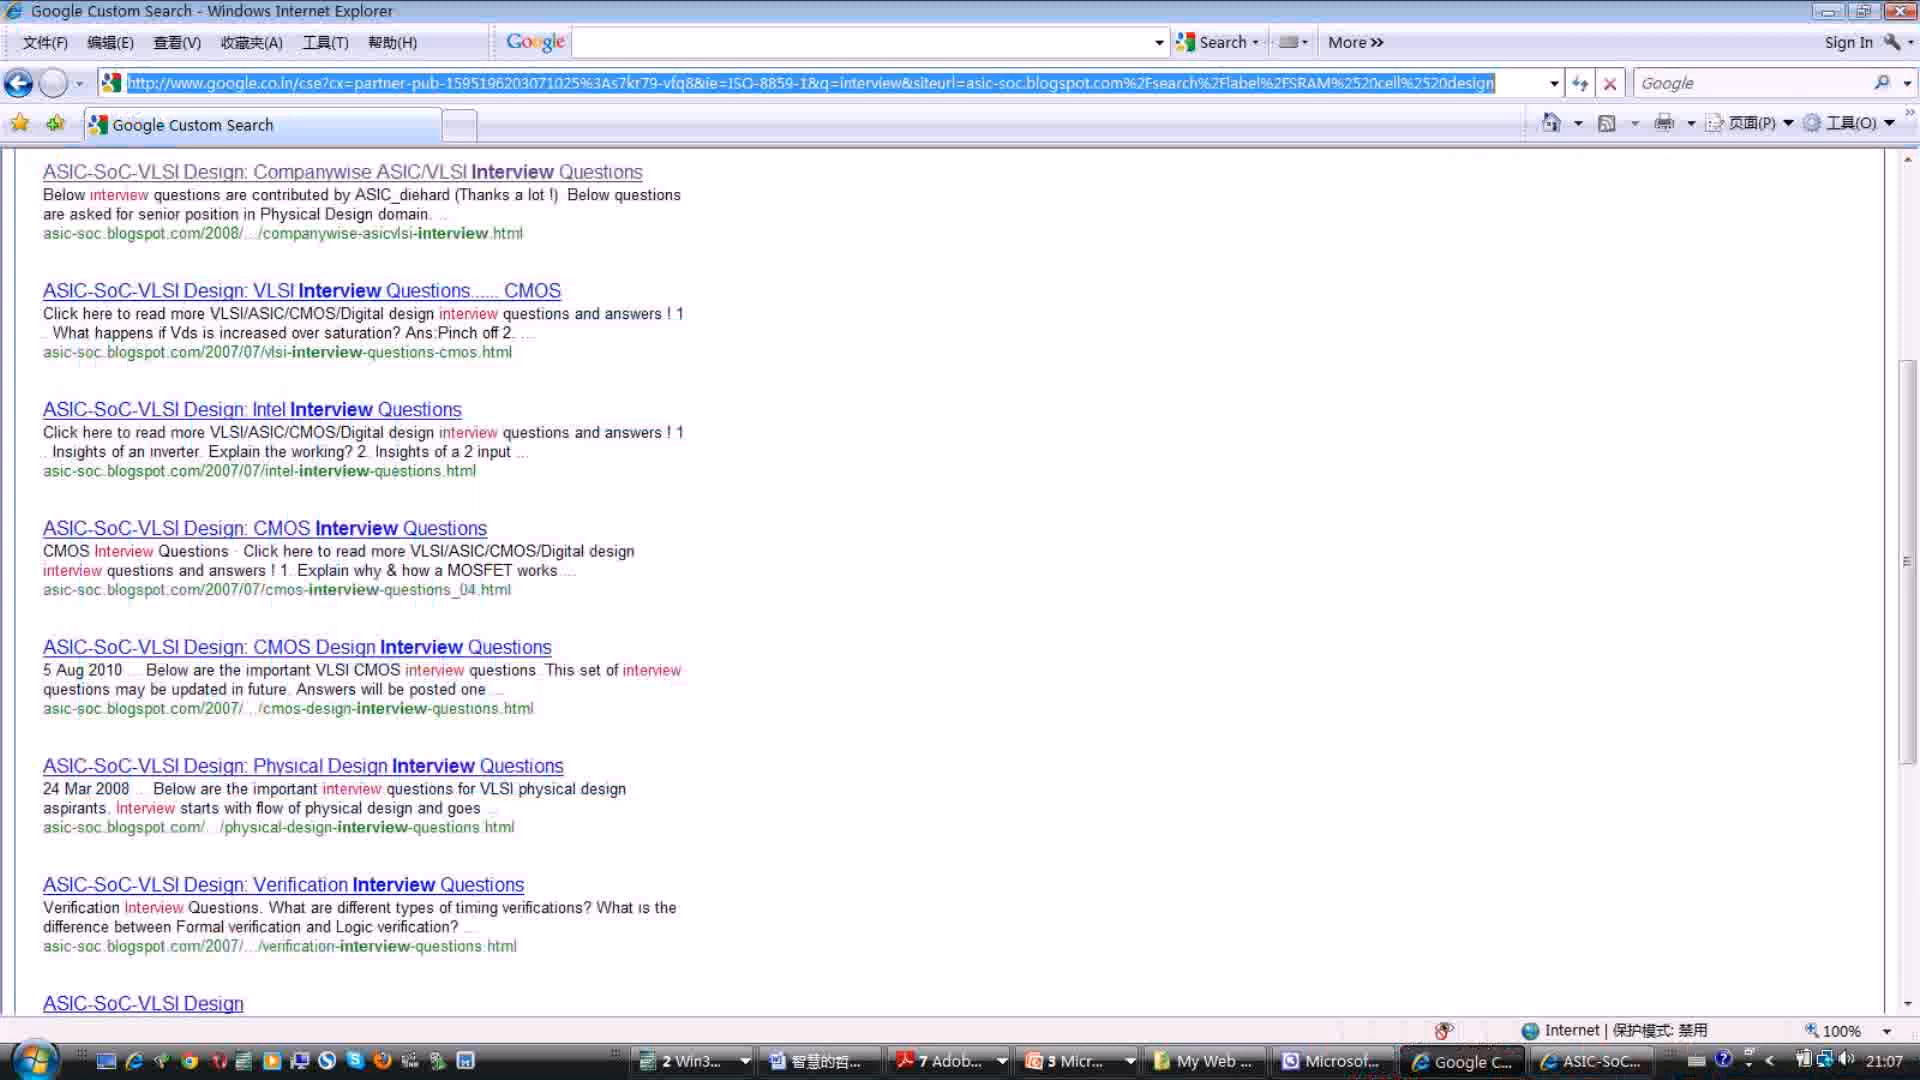 Google Custom Search - Windows Internet Explorer
文件(F) 编辑(E) 查看(V) 收藏夹(A) 工具(T) 帮助(H) Google Search More >> Sign In
http://www.google.co.in/cse?cx=partner-pub-1595196203071025%3As7kr79-vfq8&ie=ISO-8859-1&q=interview&siteurl=asic-soc.blogspot.com%2Fsearch%2Flabel%2FSRAM%2520cell%2520design Google
Google Custom Search 页面(P) 工具(O)
ASIC-SoC-VLSI Design: Companywise ASIC/VLSI Interview Questions
Below interview questions are contributed by ASIC_diehard (Thanks a lot !) Below questions
are asked for senior position in Physical Design domain. ...
asic-soc.blogspot.com/2008/.../companywise-asicvlsi-interview.html
ASIC-SoC-VLSI Design: VLSI Interview Questions...... CMOS
Click here to read more VLSI/ASIC/CMOS/Digital design interview questions and answers ! 1
.. What happens if Vds is increased over saturation? Ans:Pinch off 2. ...
asic-soc.blogspot.com/2007/07/vlsi-interview-questions-cmos.html
ASIC-SoC-VLSI Design: Intel Interview Questions
Click here to read more VLSI/ASIC/CMOS/Digital design interview questions and answers ! 1
.. Insights of an inverter. Explain the working? 2. Insights of a 2 input ...
asic-soc.blogspot.com/2007/07/intel-interview-questions.html
ASIC-SoC-VLSI Design: CMOS Interview Questions
CMOS Interview Questions · Click here to read more VLSI/ASIC/CMOS/Digital design
interview questions and answers ! 1. Explain why & how a MOSFET works ...
asic-soc.blogspot.com/2007/07/cmos-interview-questions_04.html
ASIC-SoC-VLSI Design: CMOS Design Interview Questions
5 Aug 2010 ... Below are the important VLSI CMOS interview questions. This set of interview
questions may be updated in future. Answers will be posted one ...
asic-soc.blogspot.com/2007/.../cmos-design-interview-questions.html
ASIC-SoC-VLSI Design: Physical Design Interview Questions
24 Mar 2008 ... Below are the important interview questions for VLSI physical design
aspirants. Interview starts with flow of physical design and goes ...
asic-soc.blogspot.com/.../physical-design-interview-questions.html
ASIC-SoC-VLSI Design: Verification Interview Questions
Verification Interview Questions. What are different types of timing verifications? What is the
difference between Formal verification and Logic verification? ...
asic-soc.blogspot.com/2007/.../verification-interview-questions.html
ASIC-SoC-VLSI Design
Internet | 保护模式: 禁用 100%
2 Win3... 智慧的哲... 7 Adob... 3 Micr... My Web ... Microsof... Google C... ASIC-SoC... 21:07